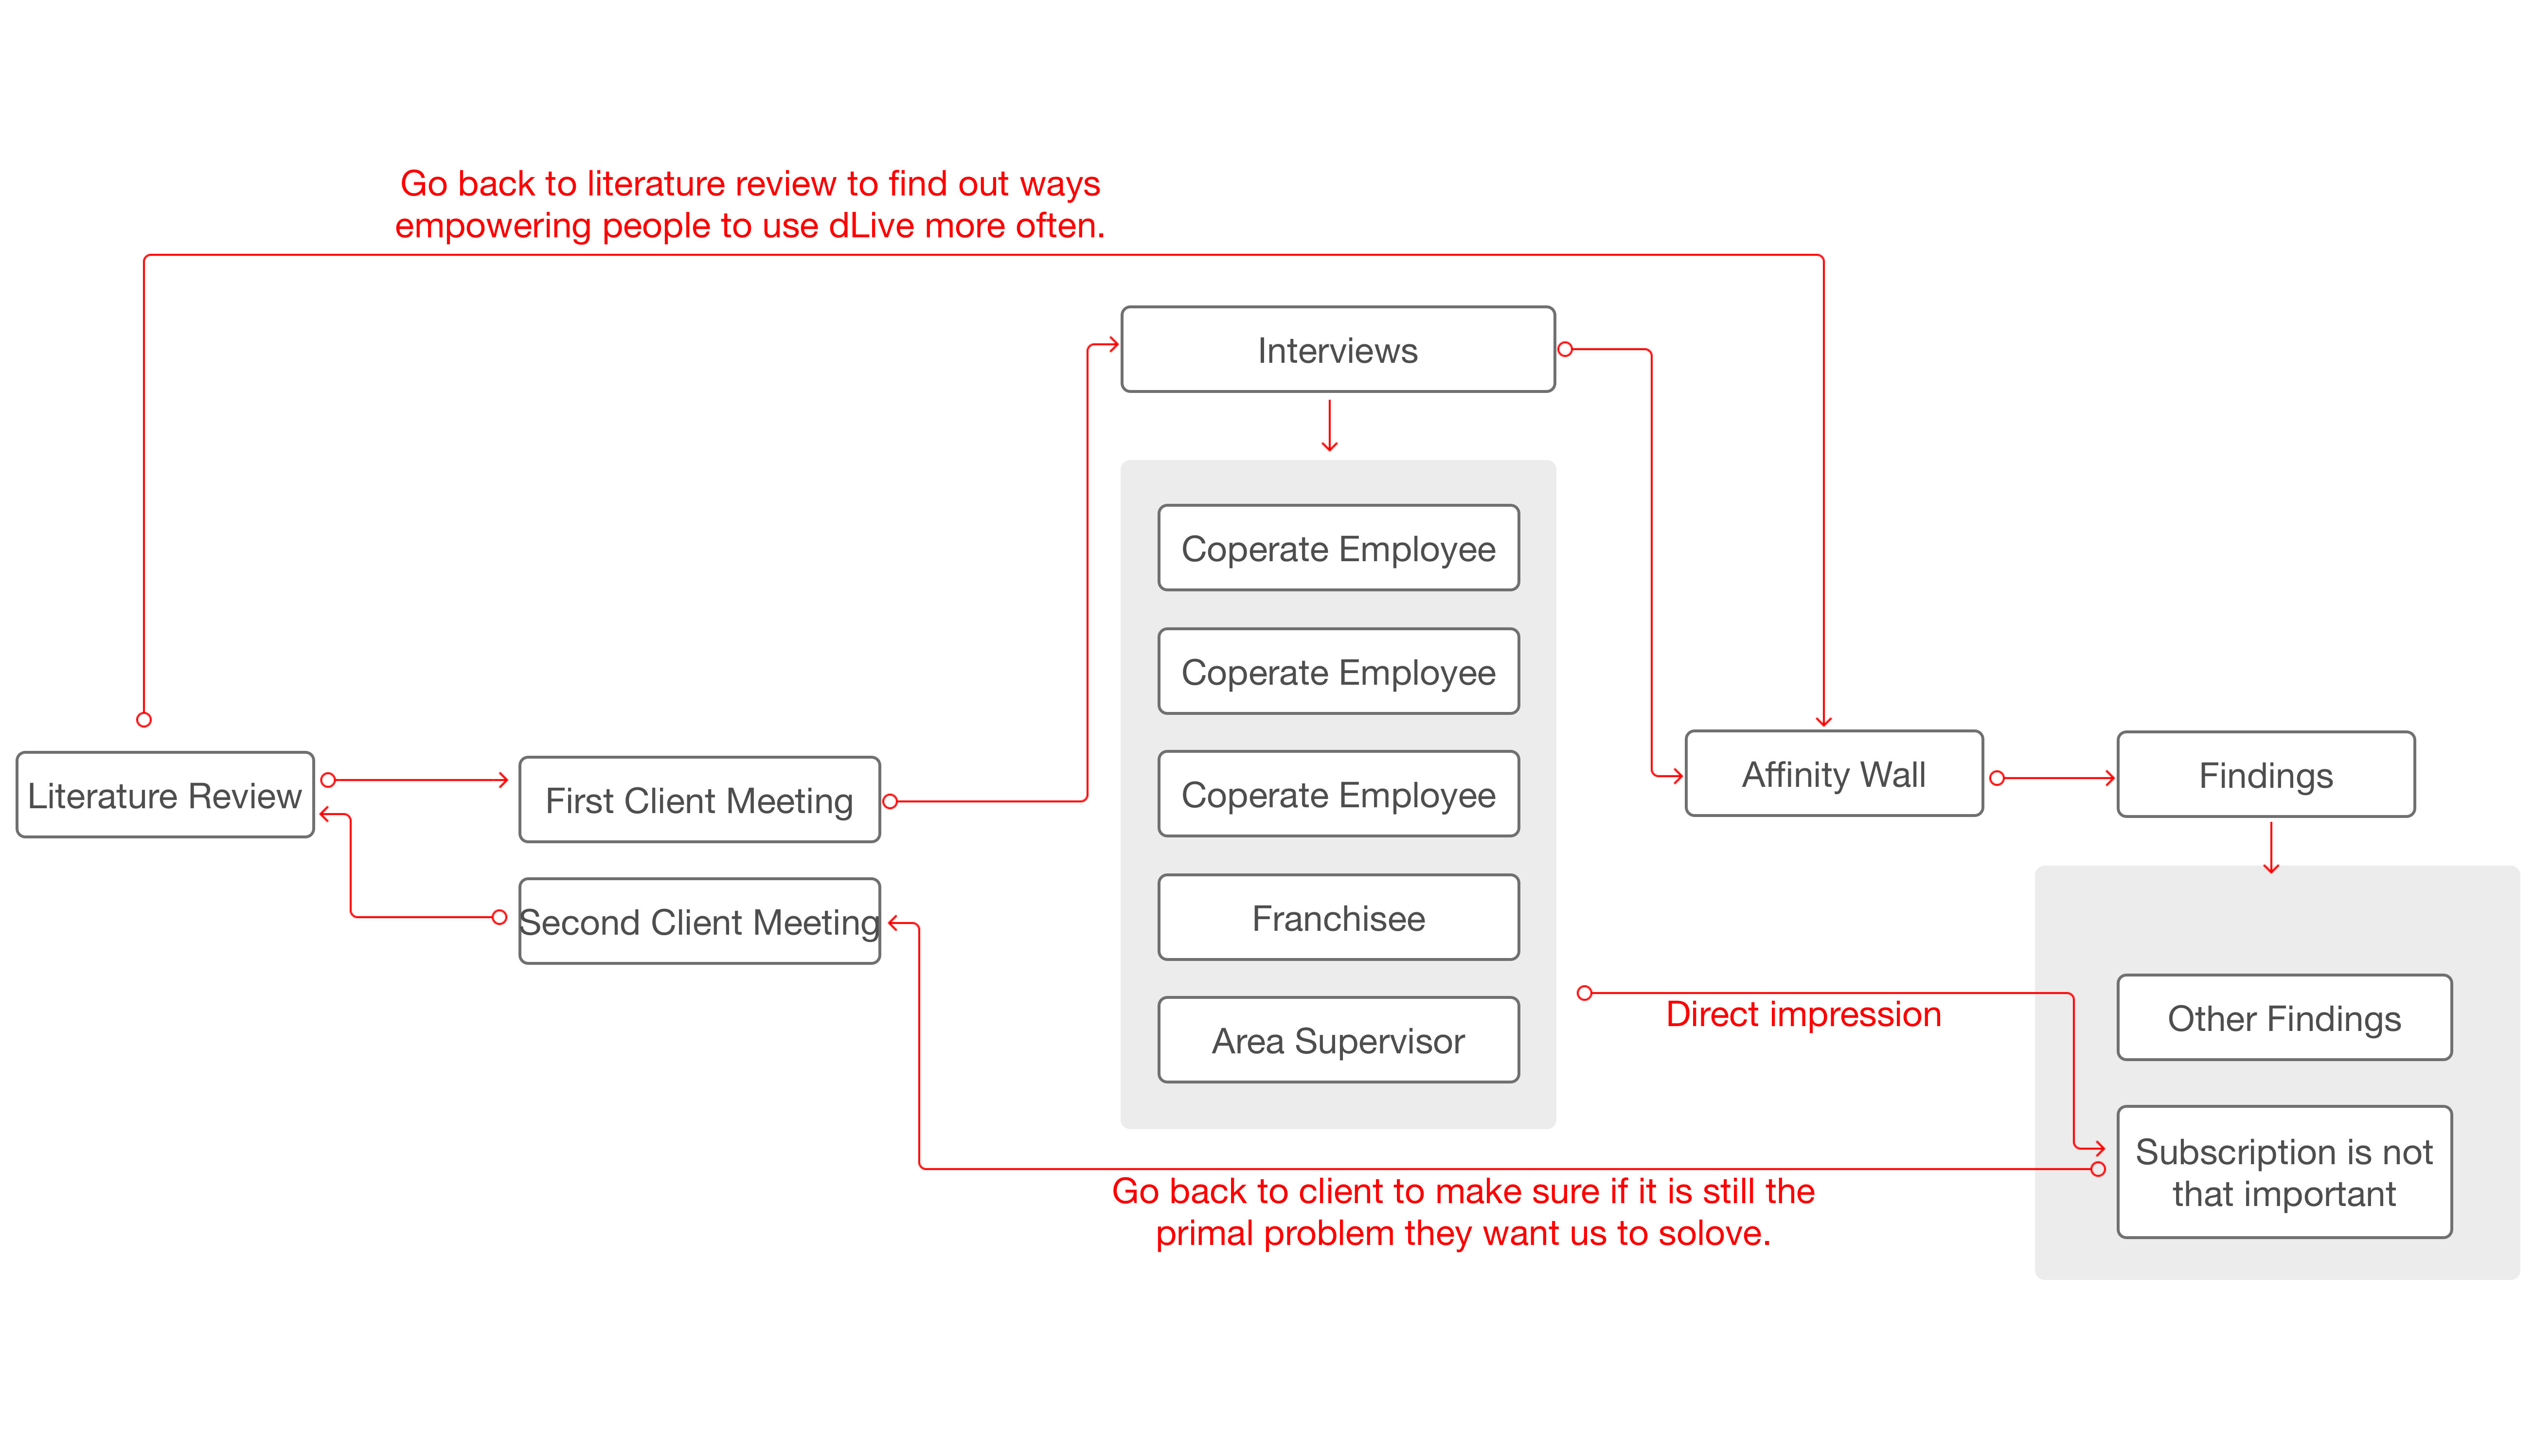 Go back to literature review to find out ways
empowering people to use dLive more often.
Interviews
Coperate Employee
Coperate Employee
Coperate Employee
Franchisee
Area Supervisor
Literature Review
First Client Meeting
Second Client Meeting
Affinity Wall
Findings
Direct impression
Other Findings
Subscription is not
that important
Go back to client to make sure if it is still the
primal problem they want us to solove.